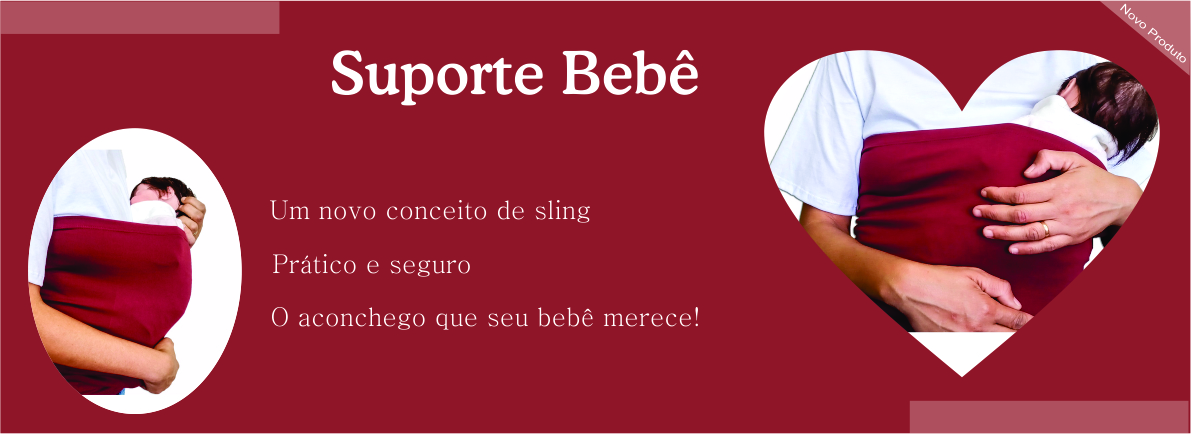 Novo Produto
Suporte Bebê
Um novo conceito de sling
Prático e seguro
O aconchego que seu bebê merece!